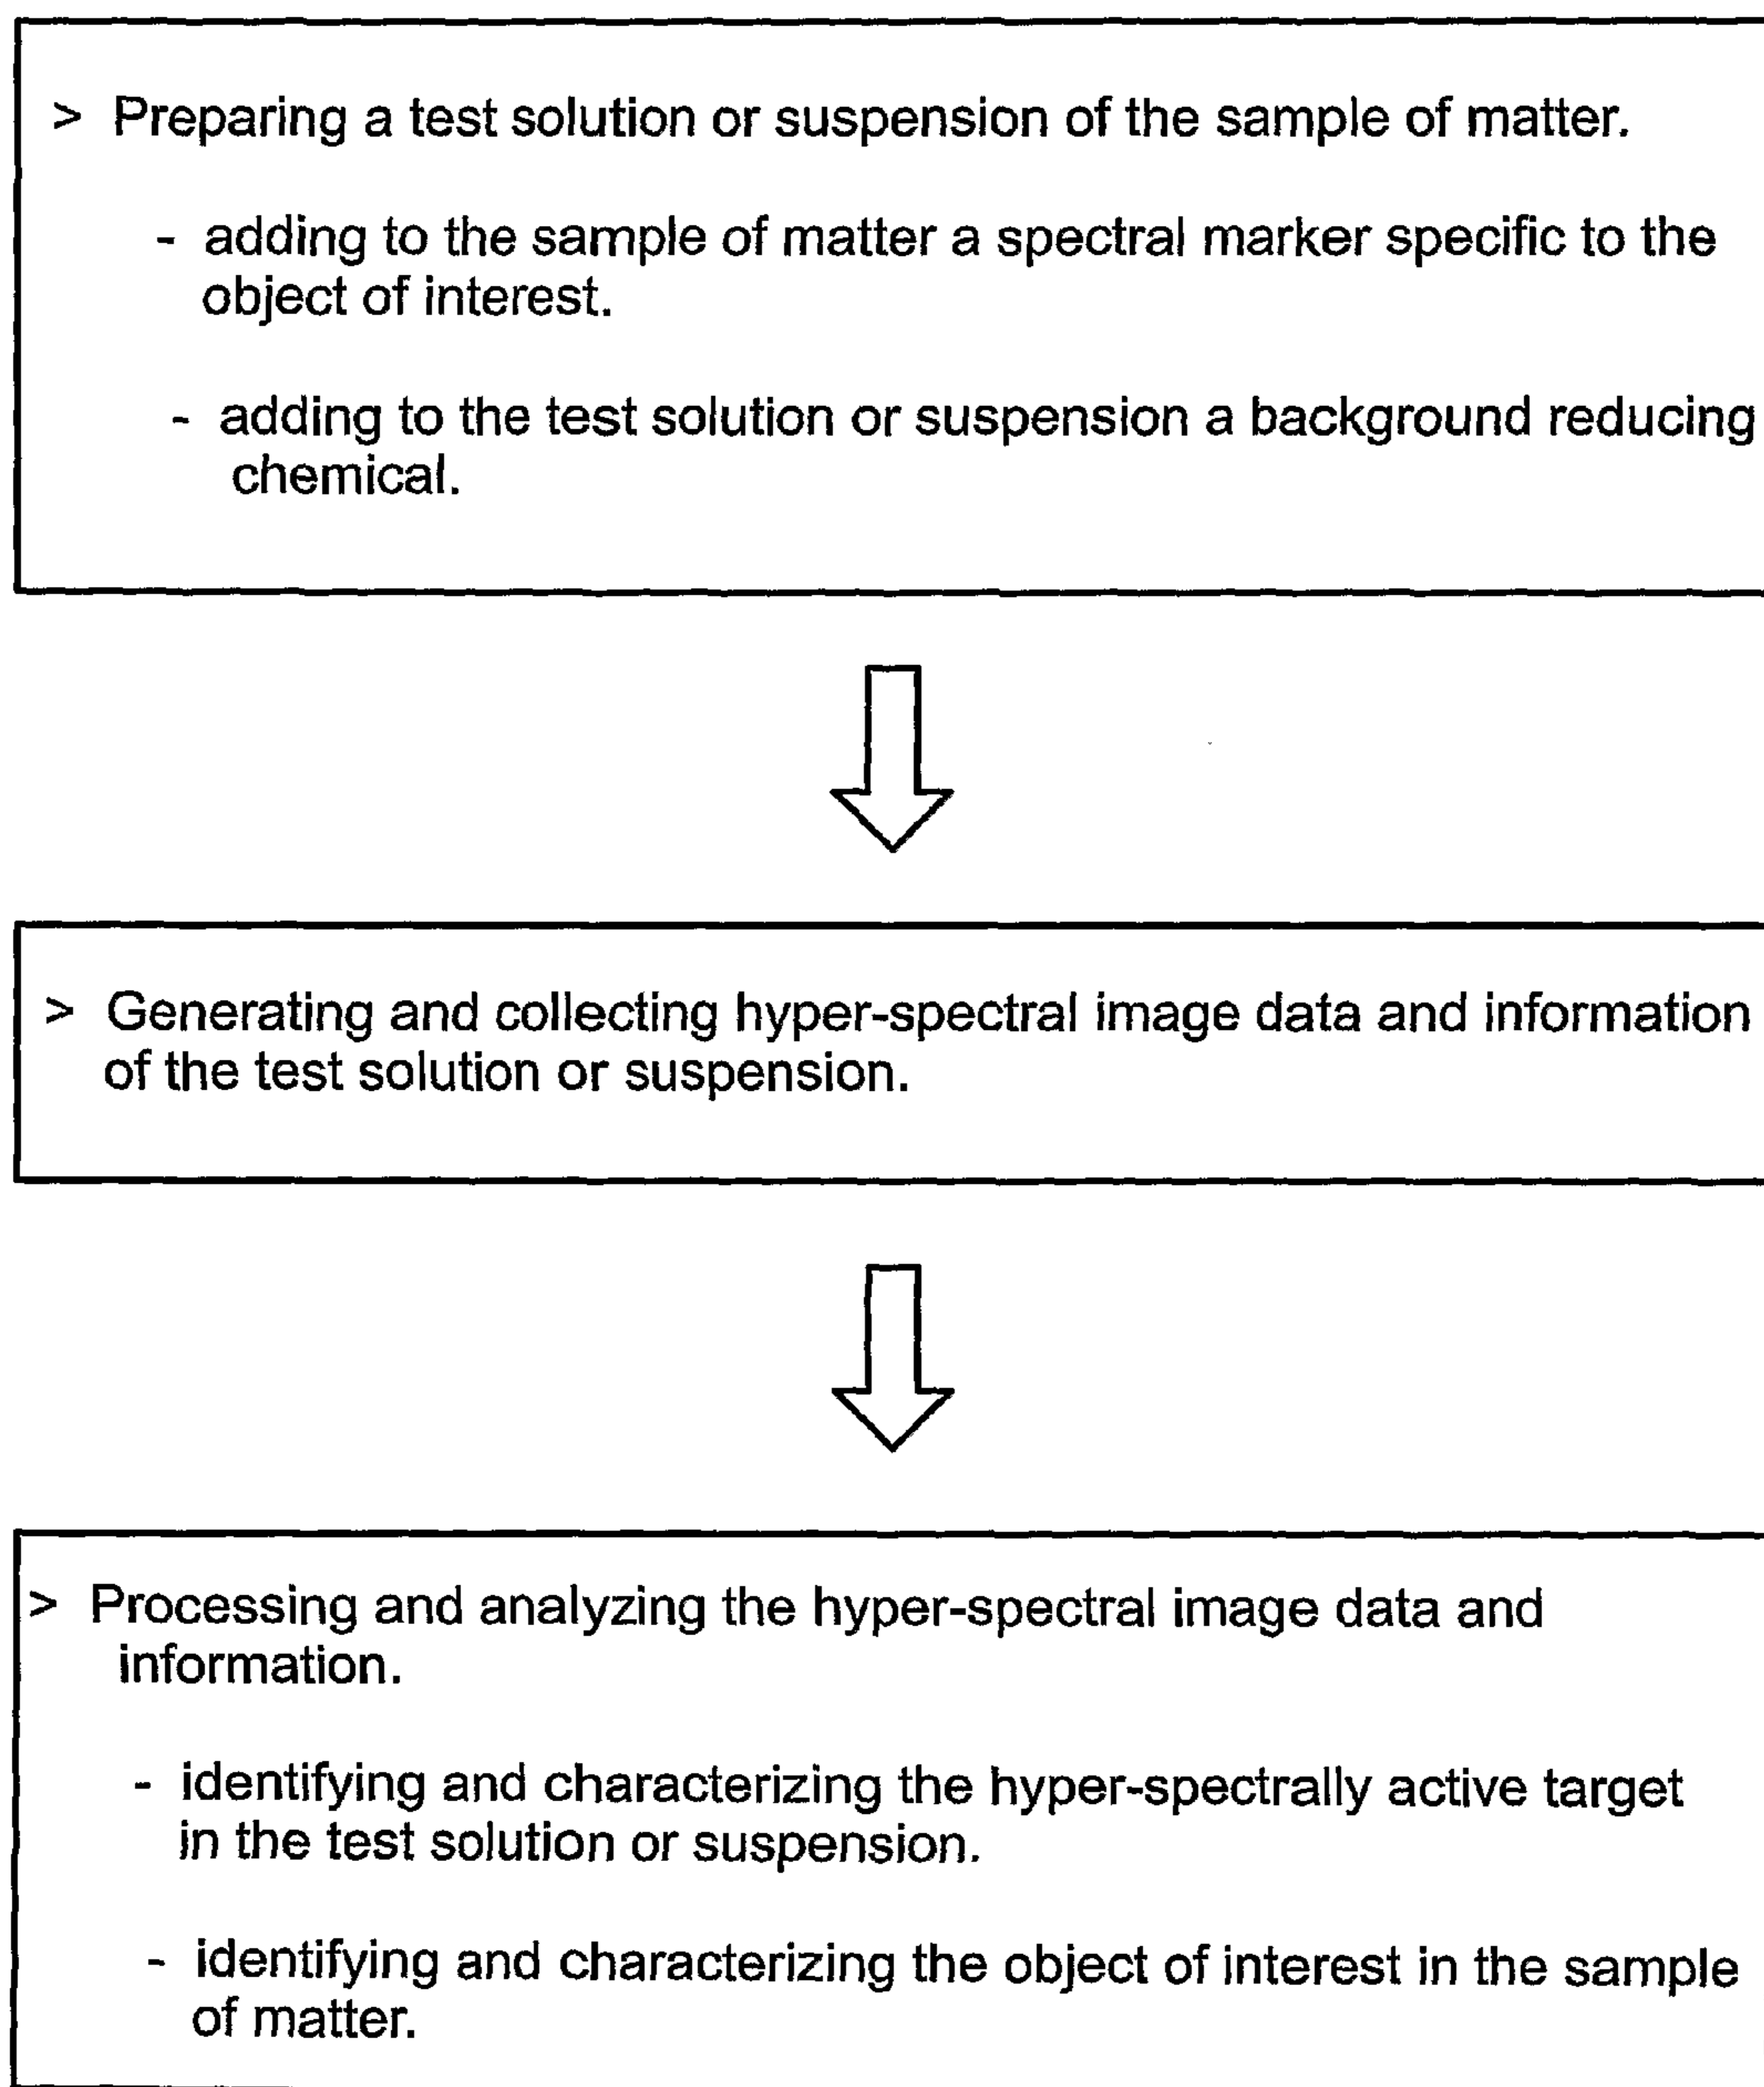 > Preparing a test solution or suspension of the sample of matter.
- adding to the sample of matter a spectral marker specific to the
object of interest.
- adding to the test solution or suspension a background reducing
chemical.
> Generating and collecting hyper-spectral image data and information
of the test solution or suspension.
> Processing and analyzing the hyper-spectral image data and
information.
- identifying and characterizing the hyper-spectrally active target
in the test solution or suspension.
- identifying and characterizing the object of interest in the sample
of matter.